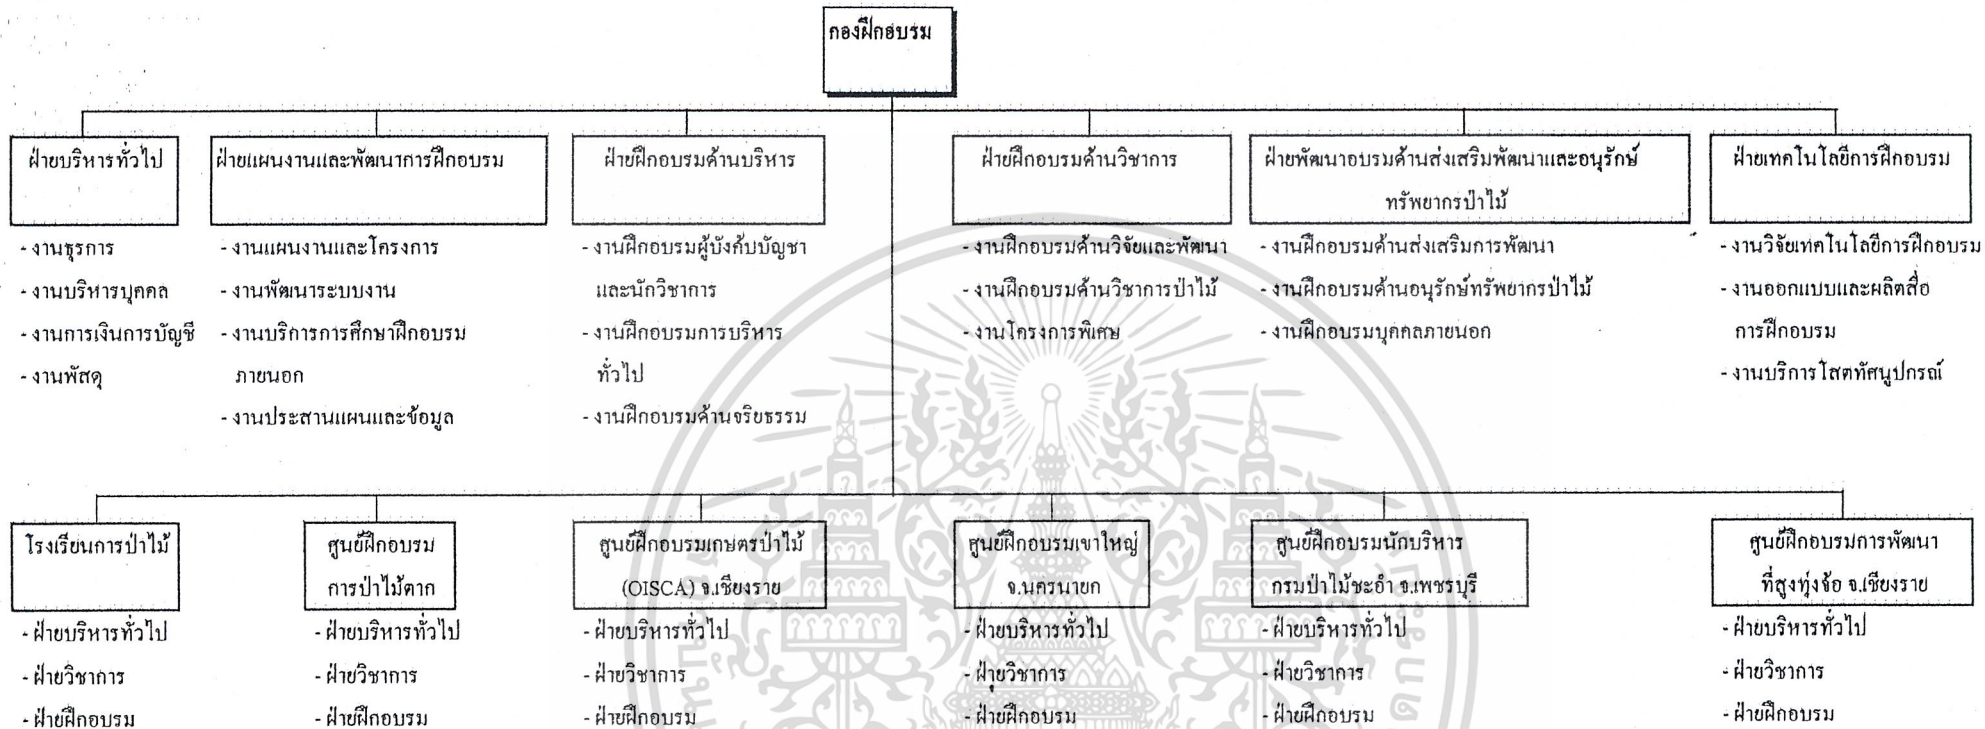 กองฝึกอบรม
ฝ่ายบริหารทั่วไป
- งานธุรการ
- งานบริหารบุคคล
- งานการเงินการบัญชี
- งานพัสดุ
ฝ่ายแผนงานและพัฒนาการฝึกอบรม
- งานแผนงานและโครงการ
- งานพัฒนาระบบงาน
- งานบริการการศึกษาฝึกอบรม
ภายนอก
- งานประสานแผนและข้อมูล
ฝ่ายฝึกอบรมด้านบริหาร
- งานฝึกอบรมผู้บังคับบัญชา
และนักวิชาการ
- งานฝึกอบรมการบริหาร
ทั่วไป
- งานฝึกอบรมด้านจริยธรรม
ฝ่ายฝึกอบรมด้านวิชาการ
- งานฝึกอบรมด้านวิจัยและพัฒนา
- งานฝึกอบรมด้านวิชาการป่าไม้
- งานโครงการพิเศษ
ฝ่ายพัฒนาอบรมด้านส่งเสริมพัฒนาและอนุรักษ์
ทรัพยากรป่าไม้
- งานฝึกอบรมด้านส่งเสริมการพัฒนา
- งานฝึกอบรมด้านอนุรักษ์ทรัพยากรป่าไม้
- งานฝึกอบรมบุคคลภายนอก
ฝ่ายเทคโนโลยีการฝึกอบรม
- งานวิจัยเทคโนโลยีการฝึกอบรม
- งานออกแบบและผลิตสื่อ
การฝึกอบรม
- งานบริการโสตทัศนูปกรณ์
โรงเรียนการป่าไม้
- ฝ่ายบริหารทั่วไป
- ฝ่ายวิชาการ
- ฝ่ายฝึกอบรม
ศูนย์ฝึกอบรม
การป่าไม้ตาก
- ฝ่ายบริหารทั่วไป
- ฝ่ายวิชาการ
- ฝ่ายฝึกอบรม
ศูนย์ฝึกอบรมเกษตรป่าไม้
(OISCA) จ.เชียงราย
- ฝ่ายบริหารทั่วไป
- ฝ่ายวิชาการ
- ฝ่ายฝึกอบรม
ศูนย์ฝึกอบรมเขาใหญ่
จ.นครนายก
- ฝ่ายบริหารทั่วไป
- ฝ่ายวิชาการ
- ฝ่ายฝึกอบรม
ศูนย์ฝึกอบรมนักบริหาร
กรมป่าไม้ชะอำ จ.เพชรบุรี
- ฝ่ายบริหารทั่วไป
- ฝ่ายวิชาการ
- ฝ่ายฝึกอบรม
ศูนย์ฝึกอบรมการพัฒนา
ที่สูงทุ่งจ้อ จ.เชียงราย
- ฝ่ายบริหารทั่วไป
- ฝ่ายวิชาการ
- ฝ่ายฝึกอบรม